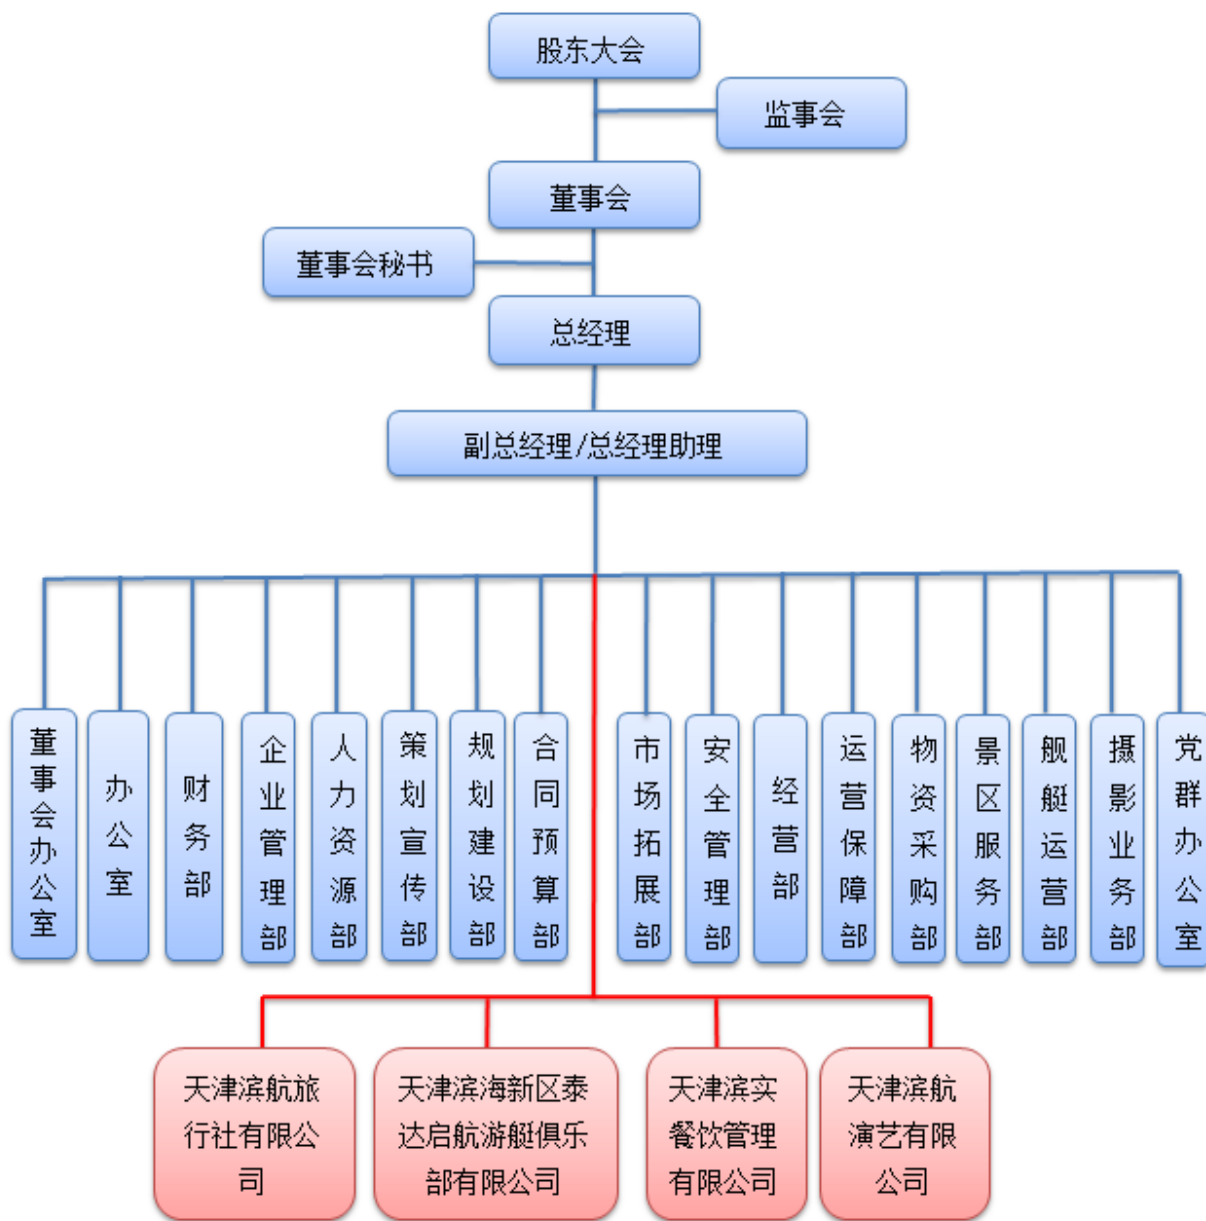 股东大会
监事会
董事会
董事会秘书
总经理
副总经理/总经理助理
董事会办公室
办公室
财务部
企业管理部
人力资源部
策划宣传部
规划建设部
合同预算部
市场拓展部
安全管理部
经营部
运营保障部
物资采购部
景区服务部
舰艇运营部
摄影业务部
党群办公室
天津滨航旅
行社有限公
司
天津滨海新区泰
达启航游艇俱乐
部有限公司
天津滨实
餐饮管理
有限公司
天津滨航
演艺有限
公司